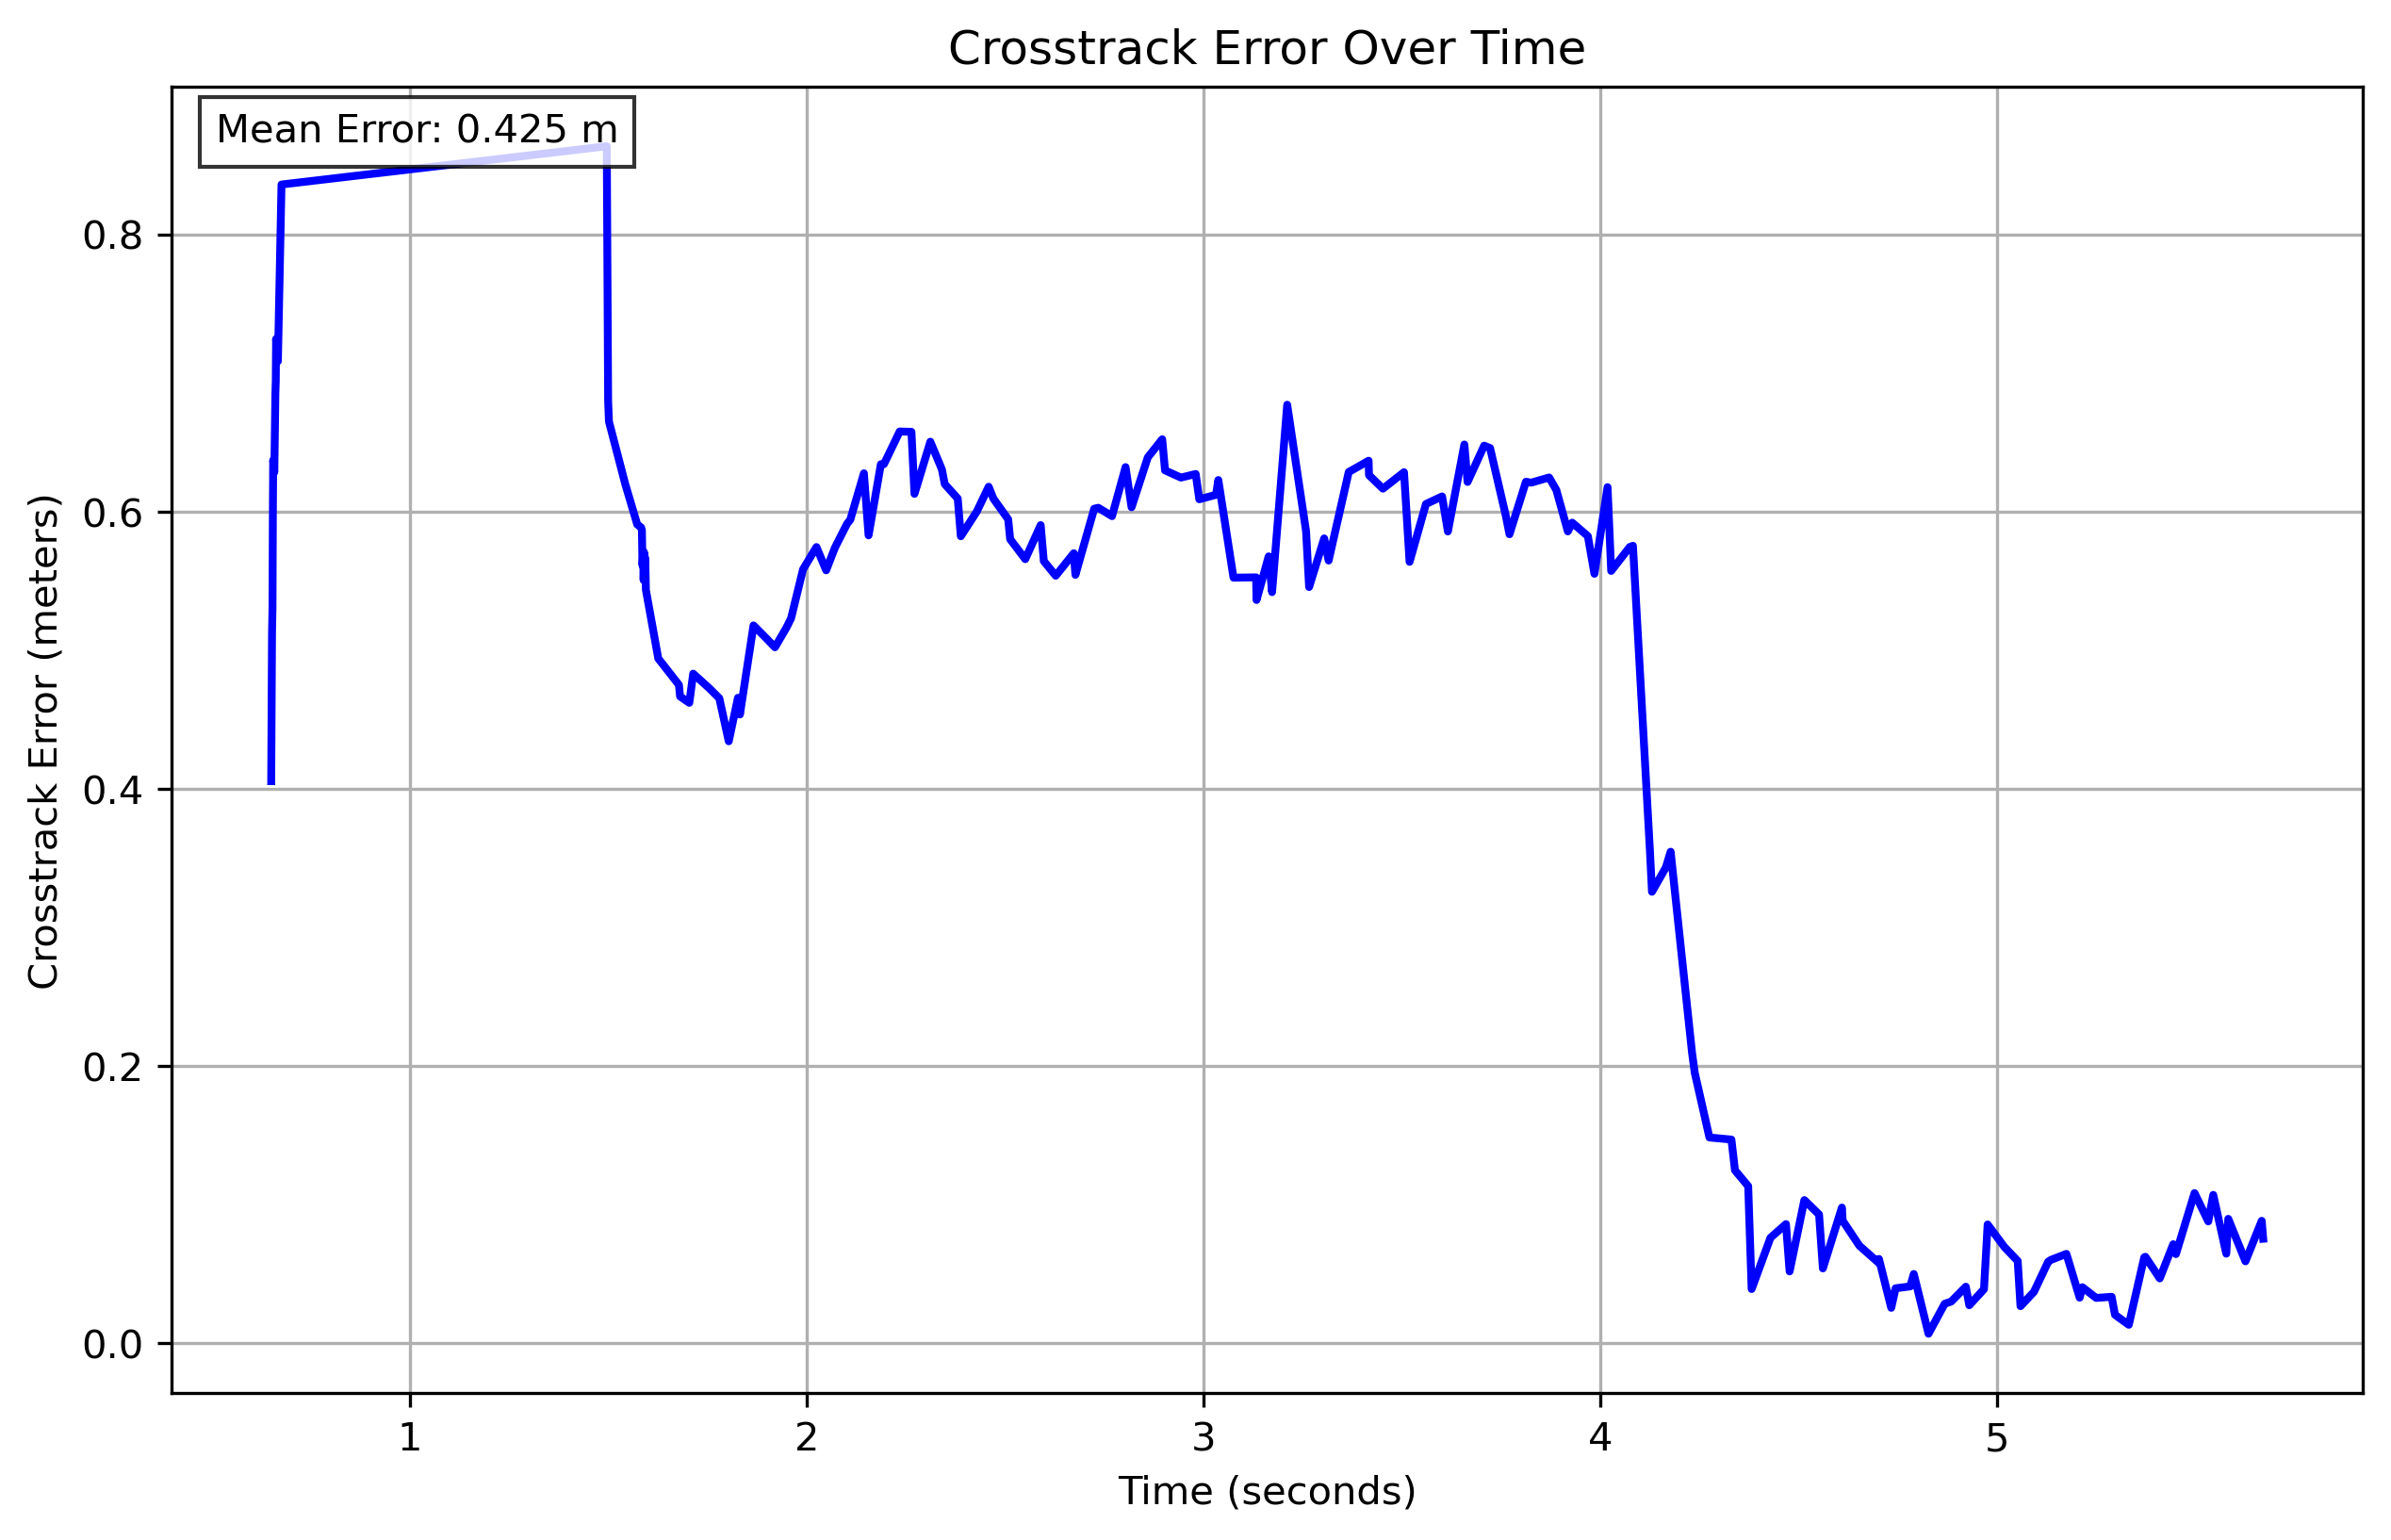 Crosstrack Error Over Time
Mean Error: 0.425 m
Crosstrack Error (meters)
0.8
0.6
0.4
0.2
0.0
1 2 3 4 5
Time (seconds)